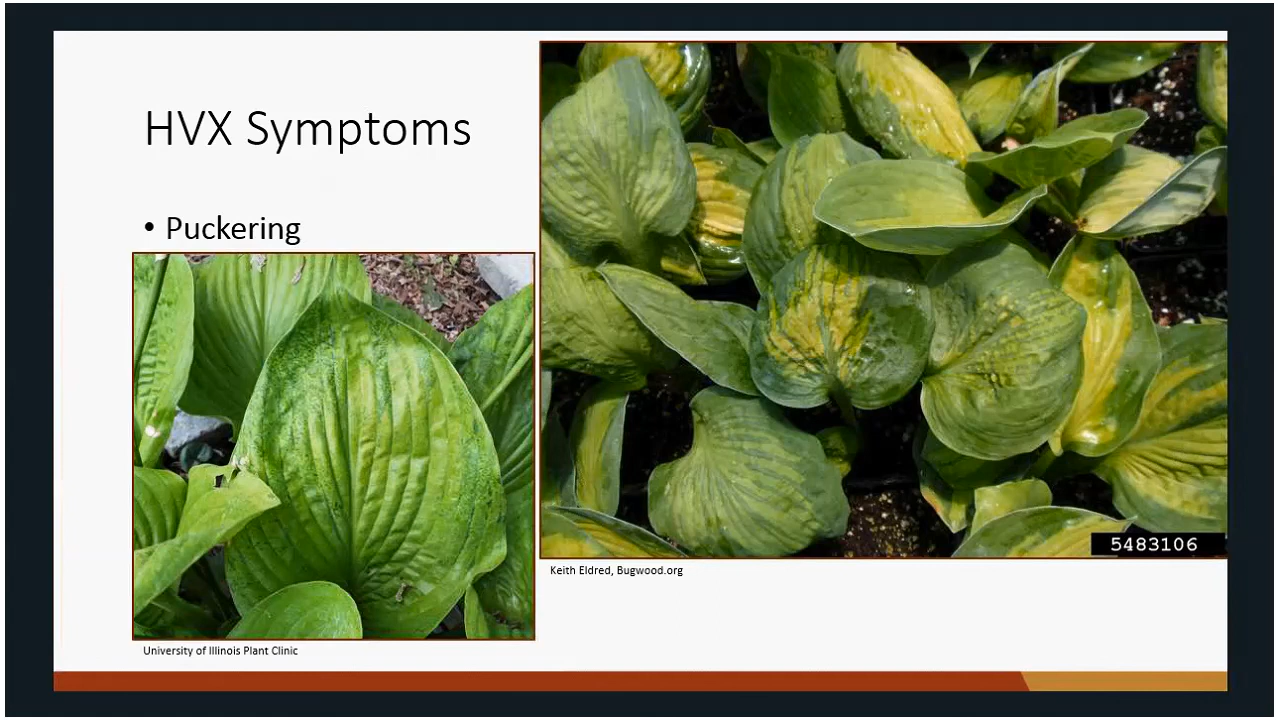 HVX Symptoms
• Puckering
5483106
Keith Eldred, Bugwood.org
University of Illinois Plant Clinic